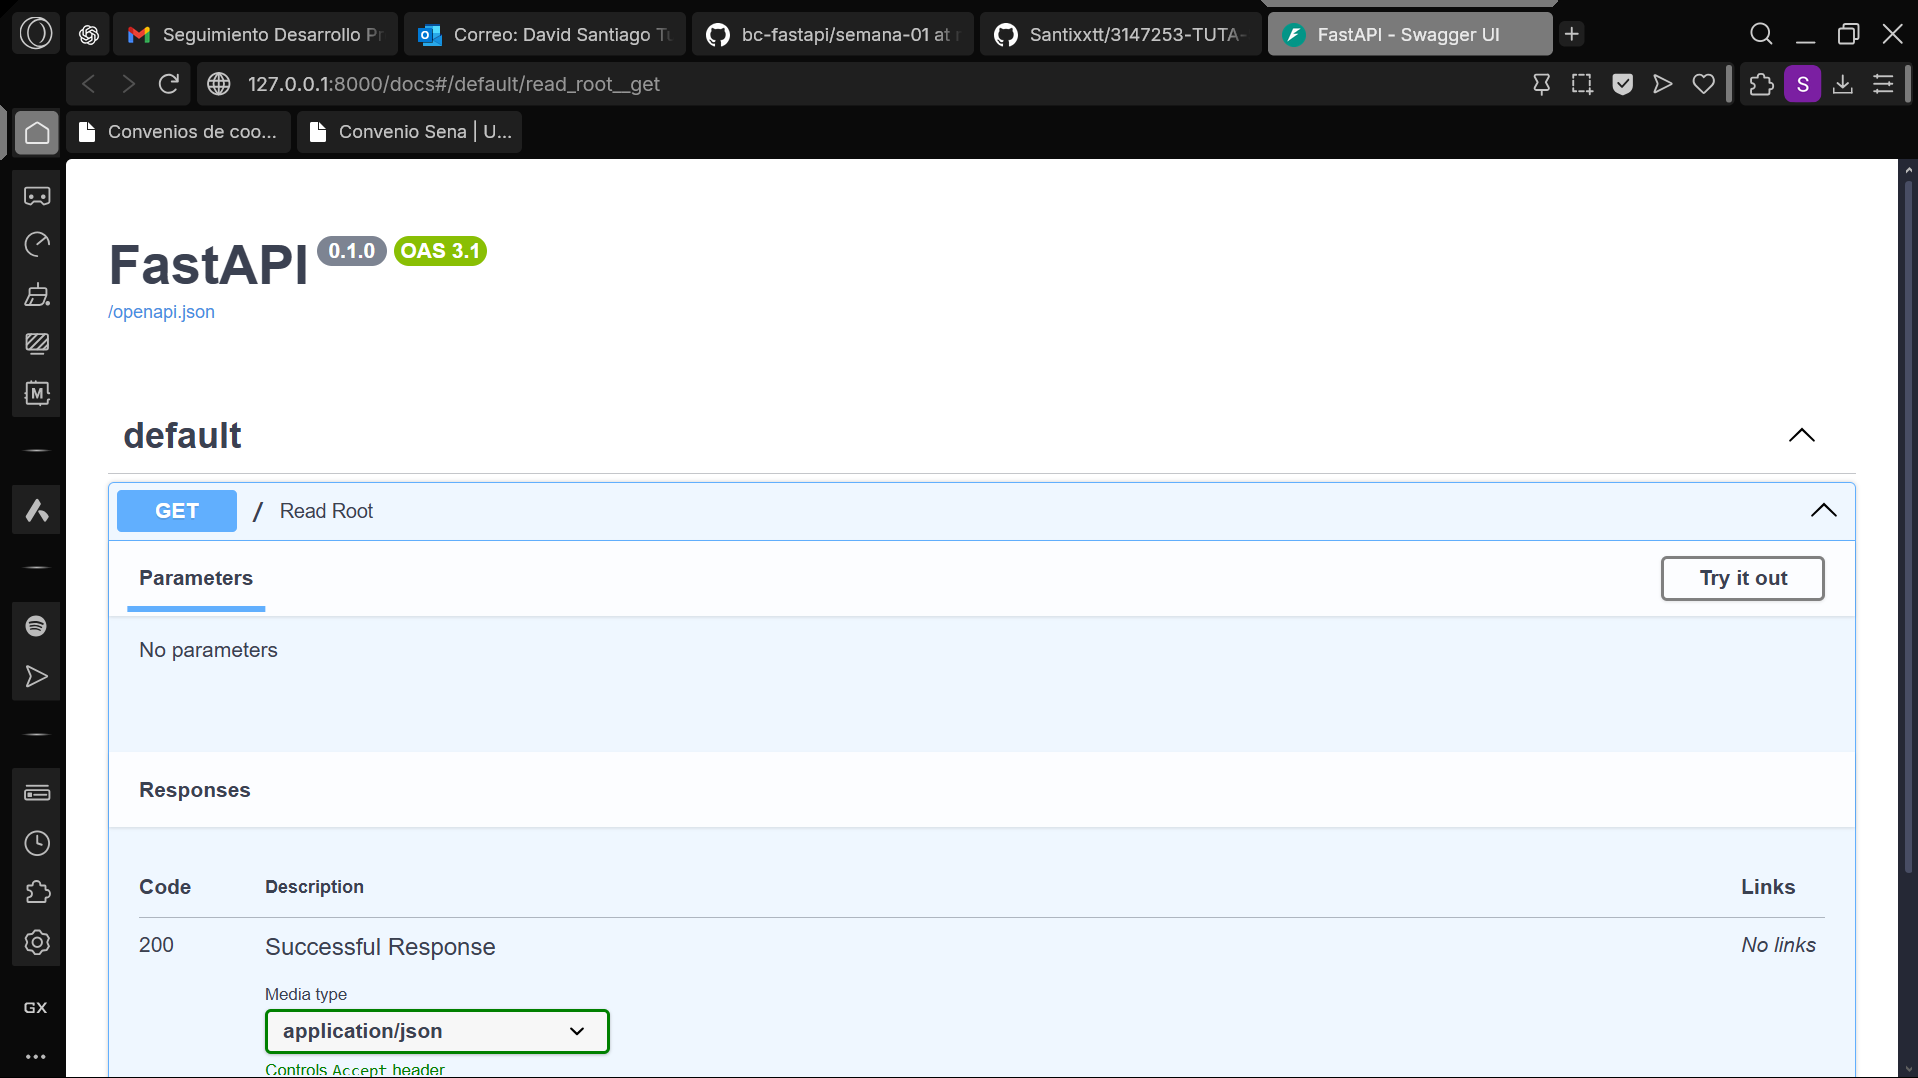 Seguimiento Desarrollo Pr
Correo: David Santiago Tu
bc-fastapi/semana-01 at
Santixxtt/3147253-TUTA-
FastAPI - Swagger UI
127.0.0.1:8000/docs#/default/read_root__get
S
Convenios de coo...
Convenio Sena | U...
M
FastAPI 0.1.0 OAS 3.1
/openapi.json
default
GET / Read Root
Parameters
Try it out
No parameters
Responses
Code Description Links
200 Successful Response No links
Media type
application/json
Controls Accept header
GX